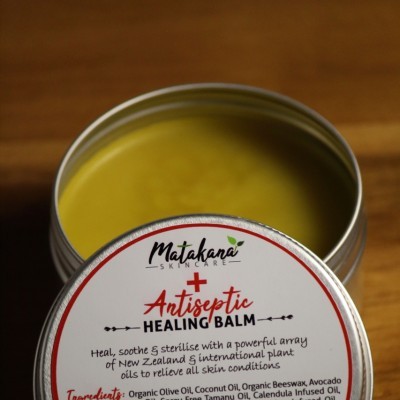 Matakana
SKINCARE
Antiseptic
HEALING BALM
Heal, soothe & sterilise with a powerful array
of New Zealand & international plant
oils to relieve all skin conditions
Ingredients: Organic Olive Oil, Coconut Oil, Organic Beeswax, Avocado
Free Tamanu Oil, Calendula Infused Oil,